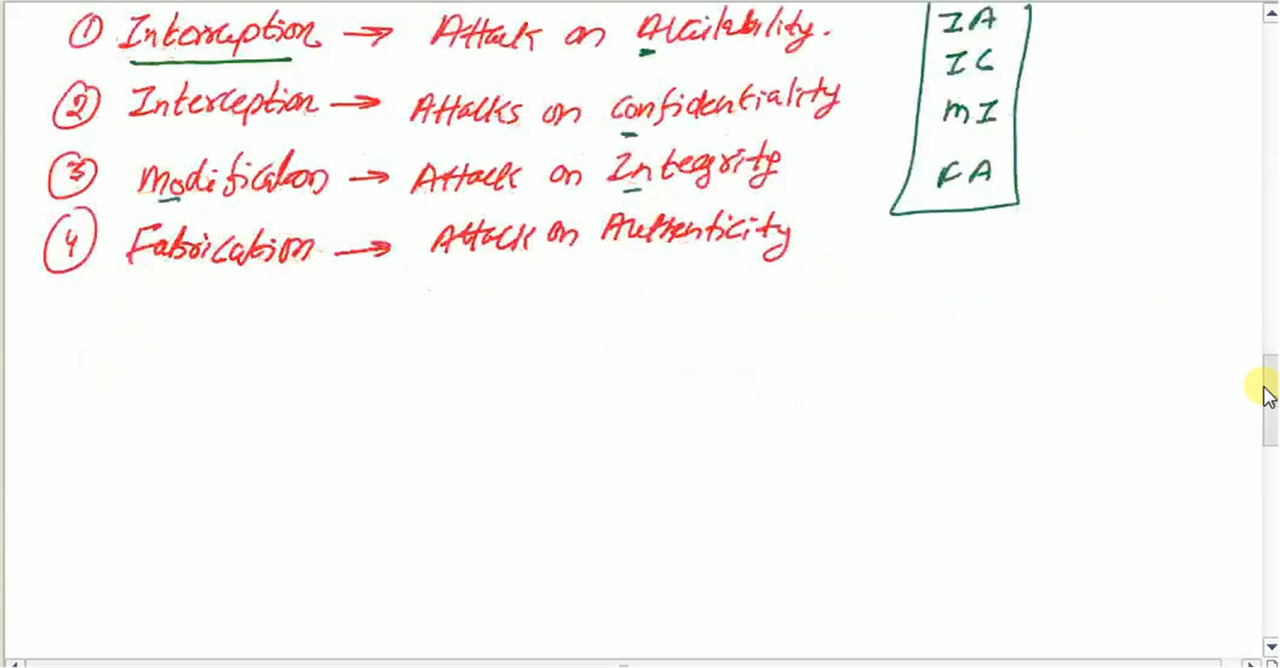 ① Interruption → Attack on Availability.
② Interception → Attacks on Confidentiality
③ Modification → Attack on Integrity
④ Fabrication → Attack on Authenticity
IA
IC
MI
FA